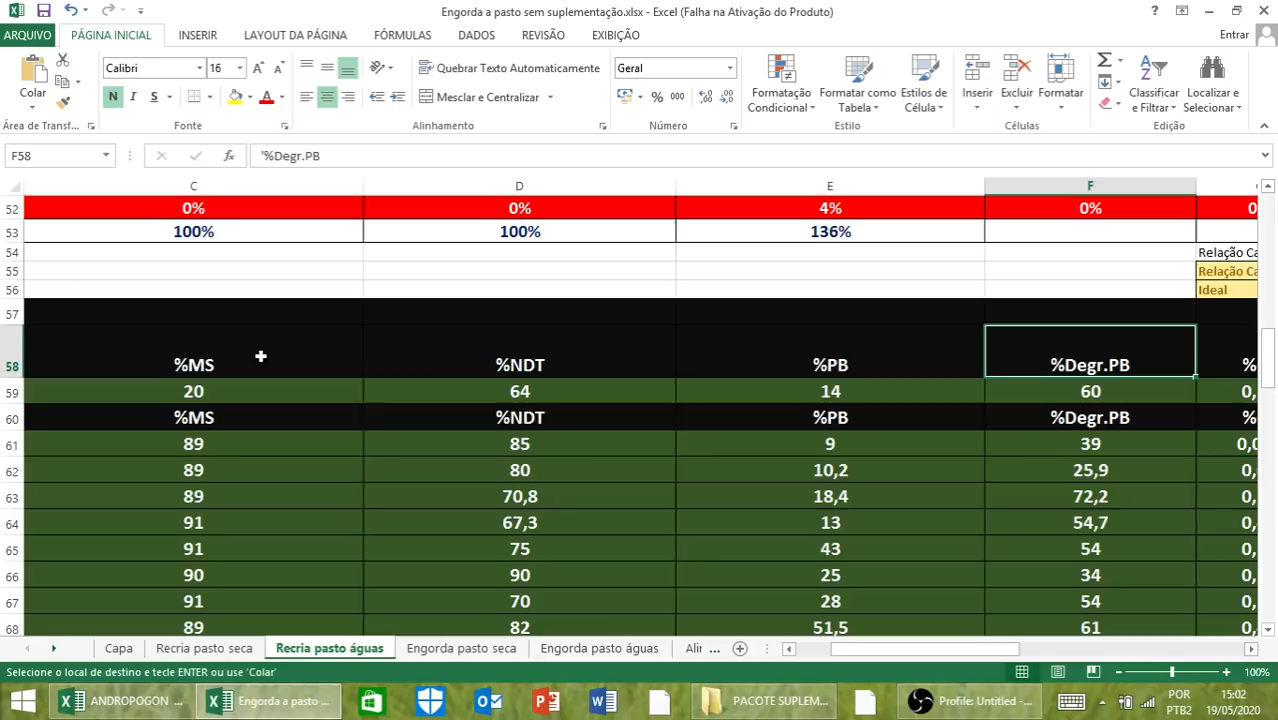 Engorda a pasto sem suplementação.xlsx - Excel (Falha na Ativação do Produto)
ARQUIVO PÁGINA INICIAL INSERIR LAYOUT DA PÁGINA FÓRMULAS DADOS REVISÃO EXIBIÇÃO Entrar
Calibri 16 Quebrar Texto Automaticamente Geral
Colar N I S Mesclar e Centralizar % 000 Formatação Condicional Formatar como Tabela Estilos de Célula Inserir Excluir Formatar Classificar e Filtrar Localizar e Selecionar
Área de Transf... Fonte Alinhamento Número Estilo Células Edição
F58 fx '%Degr.PB
C D E F
52 0% 0% 4% 0% 0
53 100% 100% 136%
54 Relação Ca
55 Relação Ca
56 Ideal
57
58 %MS %NDT %PB %Degr.PB %
59 20 64 14 60 0,
60 %MS %NDT %PB %Degr.PB %
61 89 85 9 39 0,0
62 89 80 10,2 25,9 0,
63 89 70,8 18,4 72,2 0,
64 91 67,3 13 54,7 0,
65 91 75 43 54 0,
66 90 90 25 34 0,
67 91 70 28 54 0,
68 89 82 51,5 61 0,
Capa Recria pasto seca Recria pasto águas Engorda pasto seca Engorda pasto águas Alir ...
Selecione o local de destino e tecle ENTER ou use 'Colar' 100%
ANDROPOGON ... Engorda a pasto ... PACOTE SUPLEM... Profile: Untitled -... POR 15:02
PTB2 19/05/2020